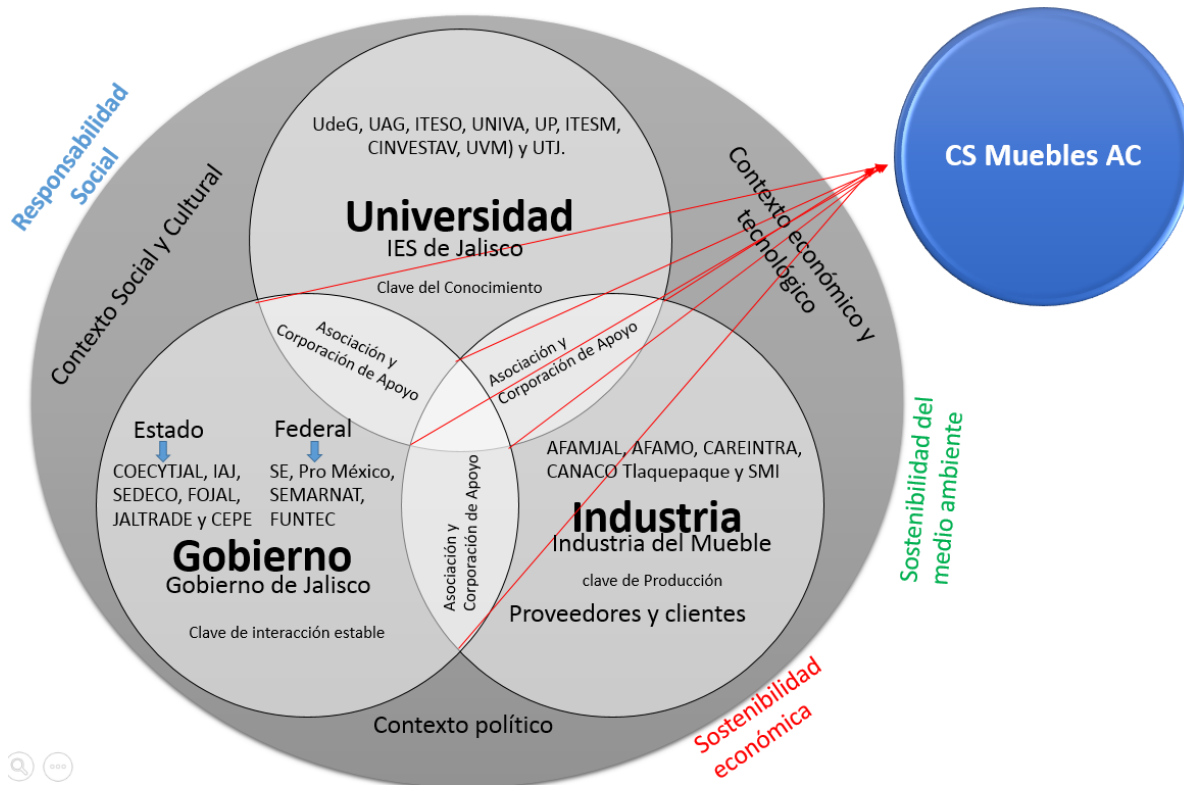 Responsabilidad
Social
Contexto Social y Cultural
UdeG, UAG, ITESO, UNIVA, UP, ITESM,
CINVESTAV, UVM) y UTJ.
Universidad
IES de Jalisco
Clave del Conocimiento
Contexto económico y
tecnológico
CS Muebles AC
Asociación y
Corporación de Apoyo
Asociación y
Corporación de Apoyo
Estado
COECYTJAL, IAJ,
SEDECO, FOJAL,
JALTRADE y CEPE
Federal
SE, Pro México,
SEMARNAT,
FUNTEC
Gobierno
Gobierno de Jalisco
Clave de interacción estable
Asociación y
Corporación de Apoyo
AFAMJAL, AFAMO, CAREINTRA,
CANACO Tlaquepaque y SMI
Industria
Industria del Mueble
clave de Producción
Proveedores y clientes
Sostenibilidad del
medio ambiente
Sostenibilidad
económica
Contexto político